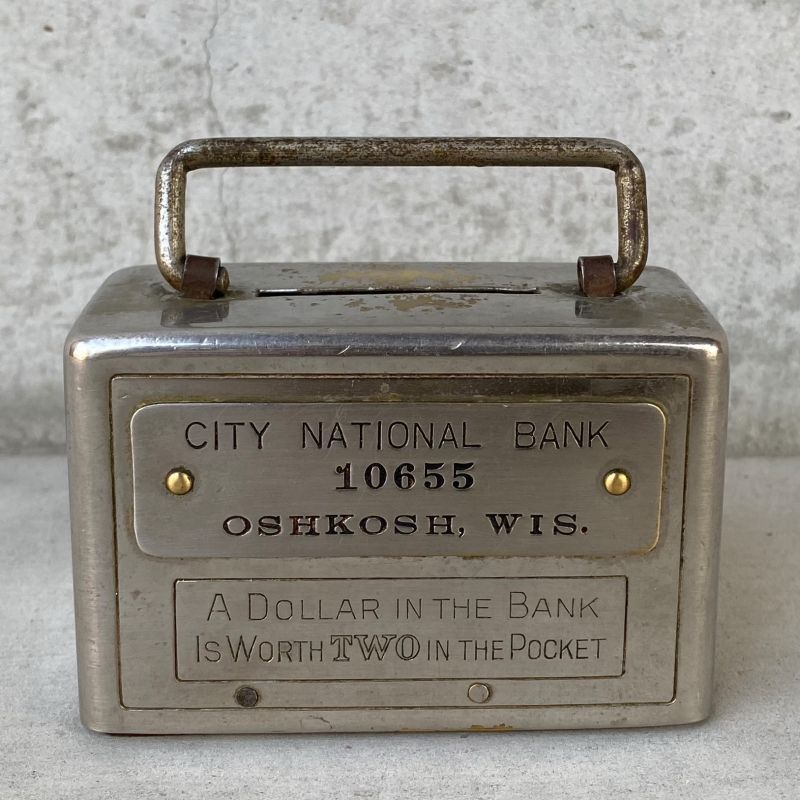 CITY NATIONAL BANK
10655
OSHKOSH, WIS.
A DOLLAR IN THE BANK
IS WORTH TWO IN THE POCKET